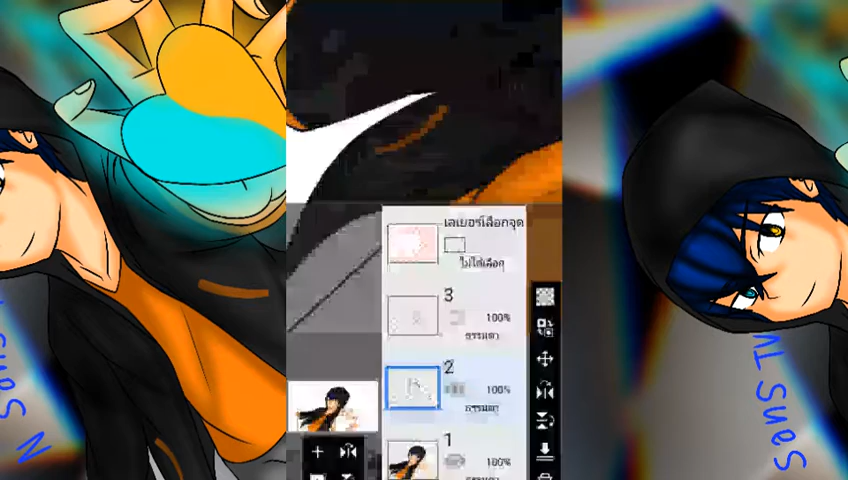 เลเยอร์เลือกจุด
ไม่ได้เลือก
3
100%
ธรรมดา
2
100%
ธรรมดา
1
100%
N Sues
Sens TV